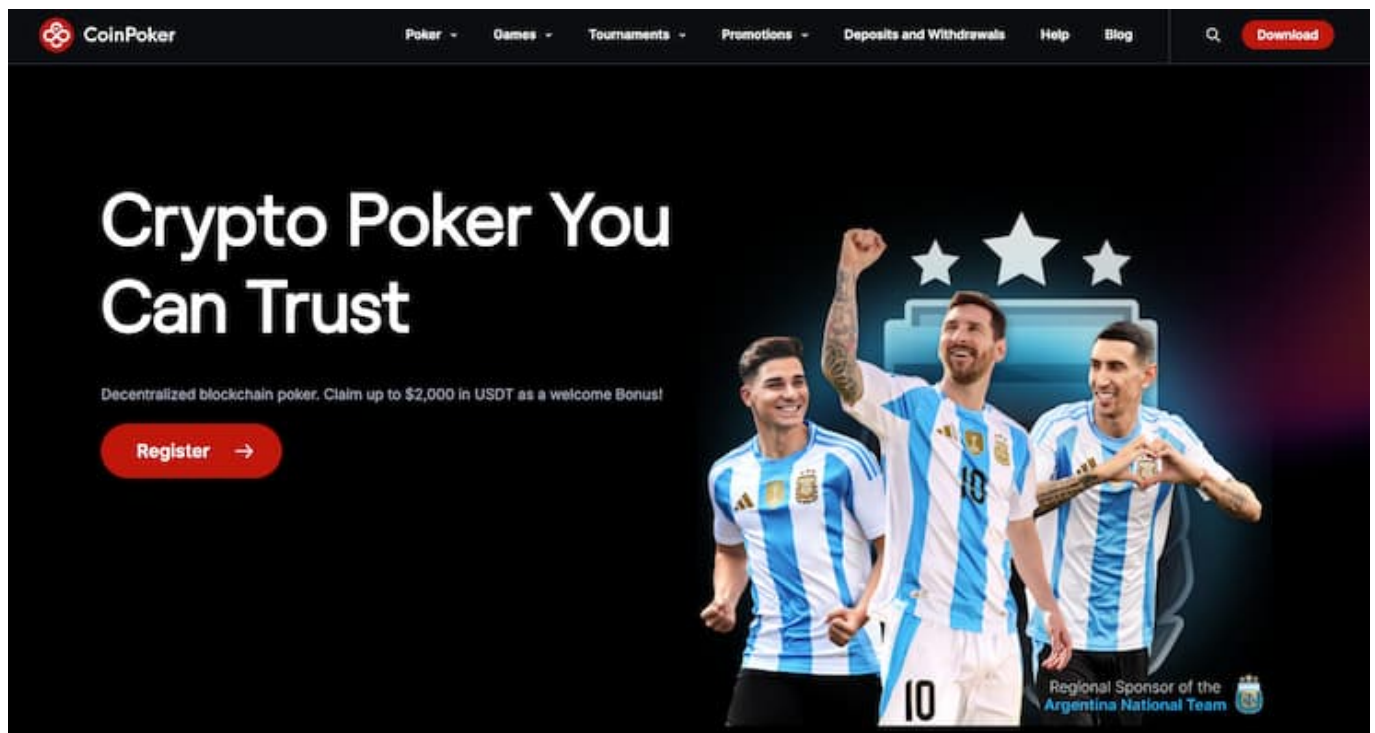 CoinPoker
Poker
Games
Tournaments
Promotions
Deposits and Withdrawals
Help
Blog
Download
Crypto Poker You
Can Trust
Decentralized blockchain poker. Claim up to $2,000 in USDT as a welcome Bonus!
Register
10
10
Regional Sponsor of the
Argentina National Team